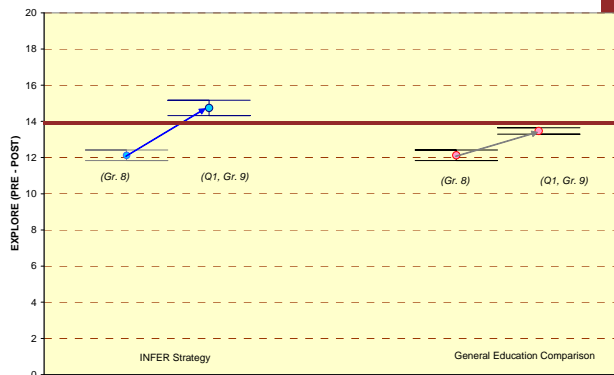 EXPLORE (PRE - POST)
20
18
16
14
12
10
8
6
4
2
0
(Gr. 8)
(Q1, Gr. 9)
(Gr. 8)
(Q1, Gr. 9)
INFER Strategy
General Education Comparison